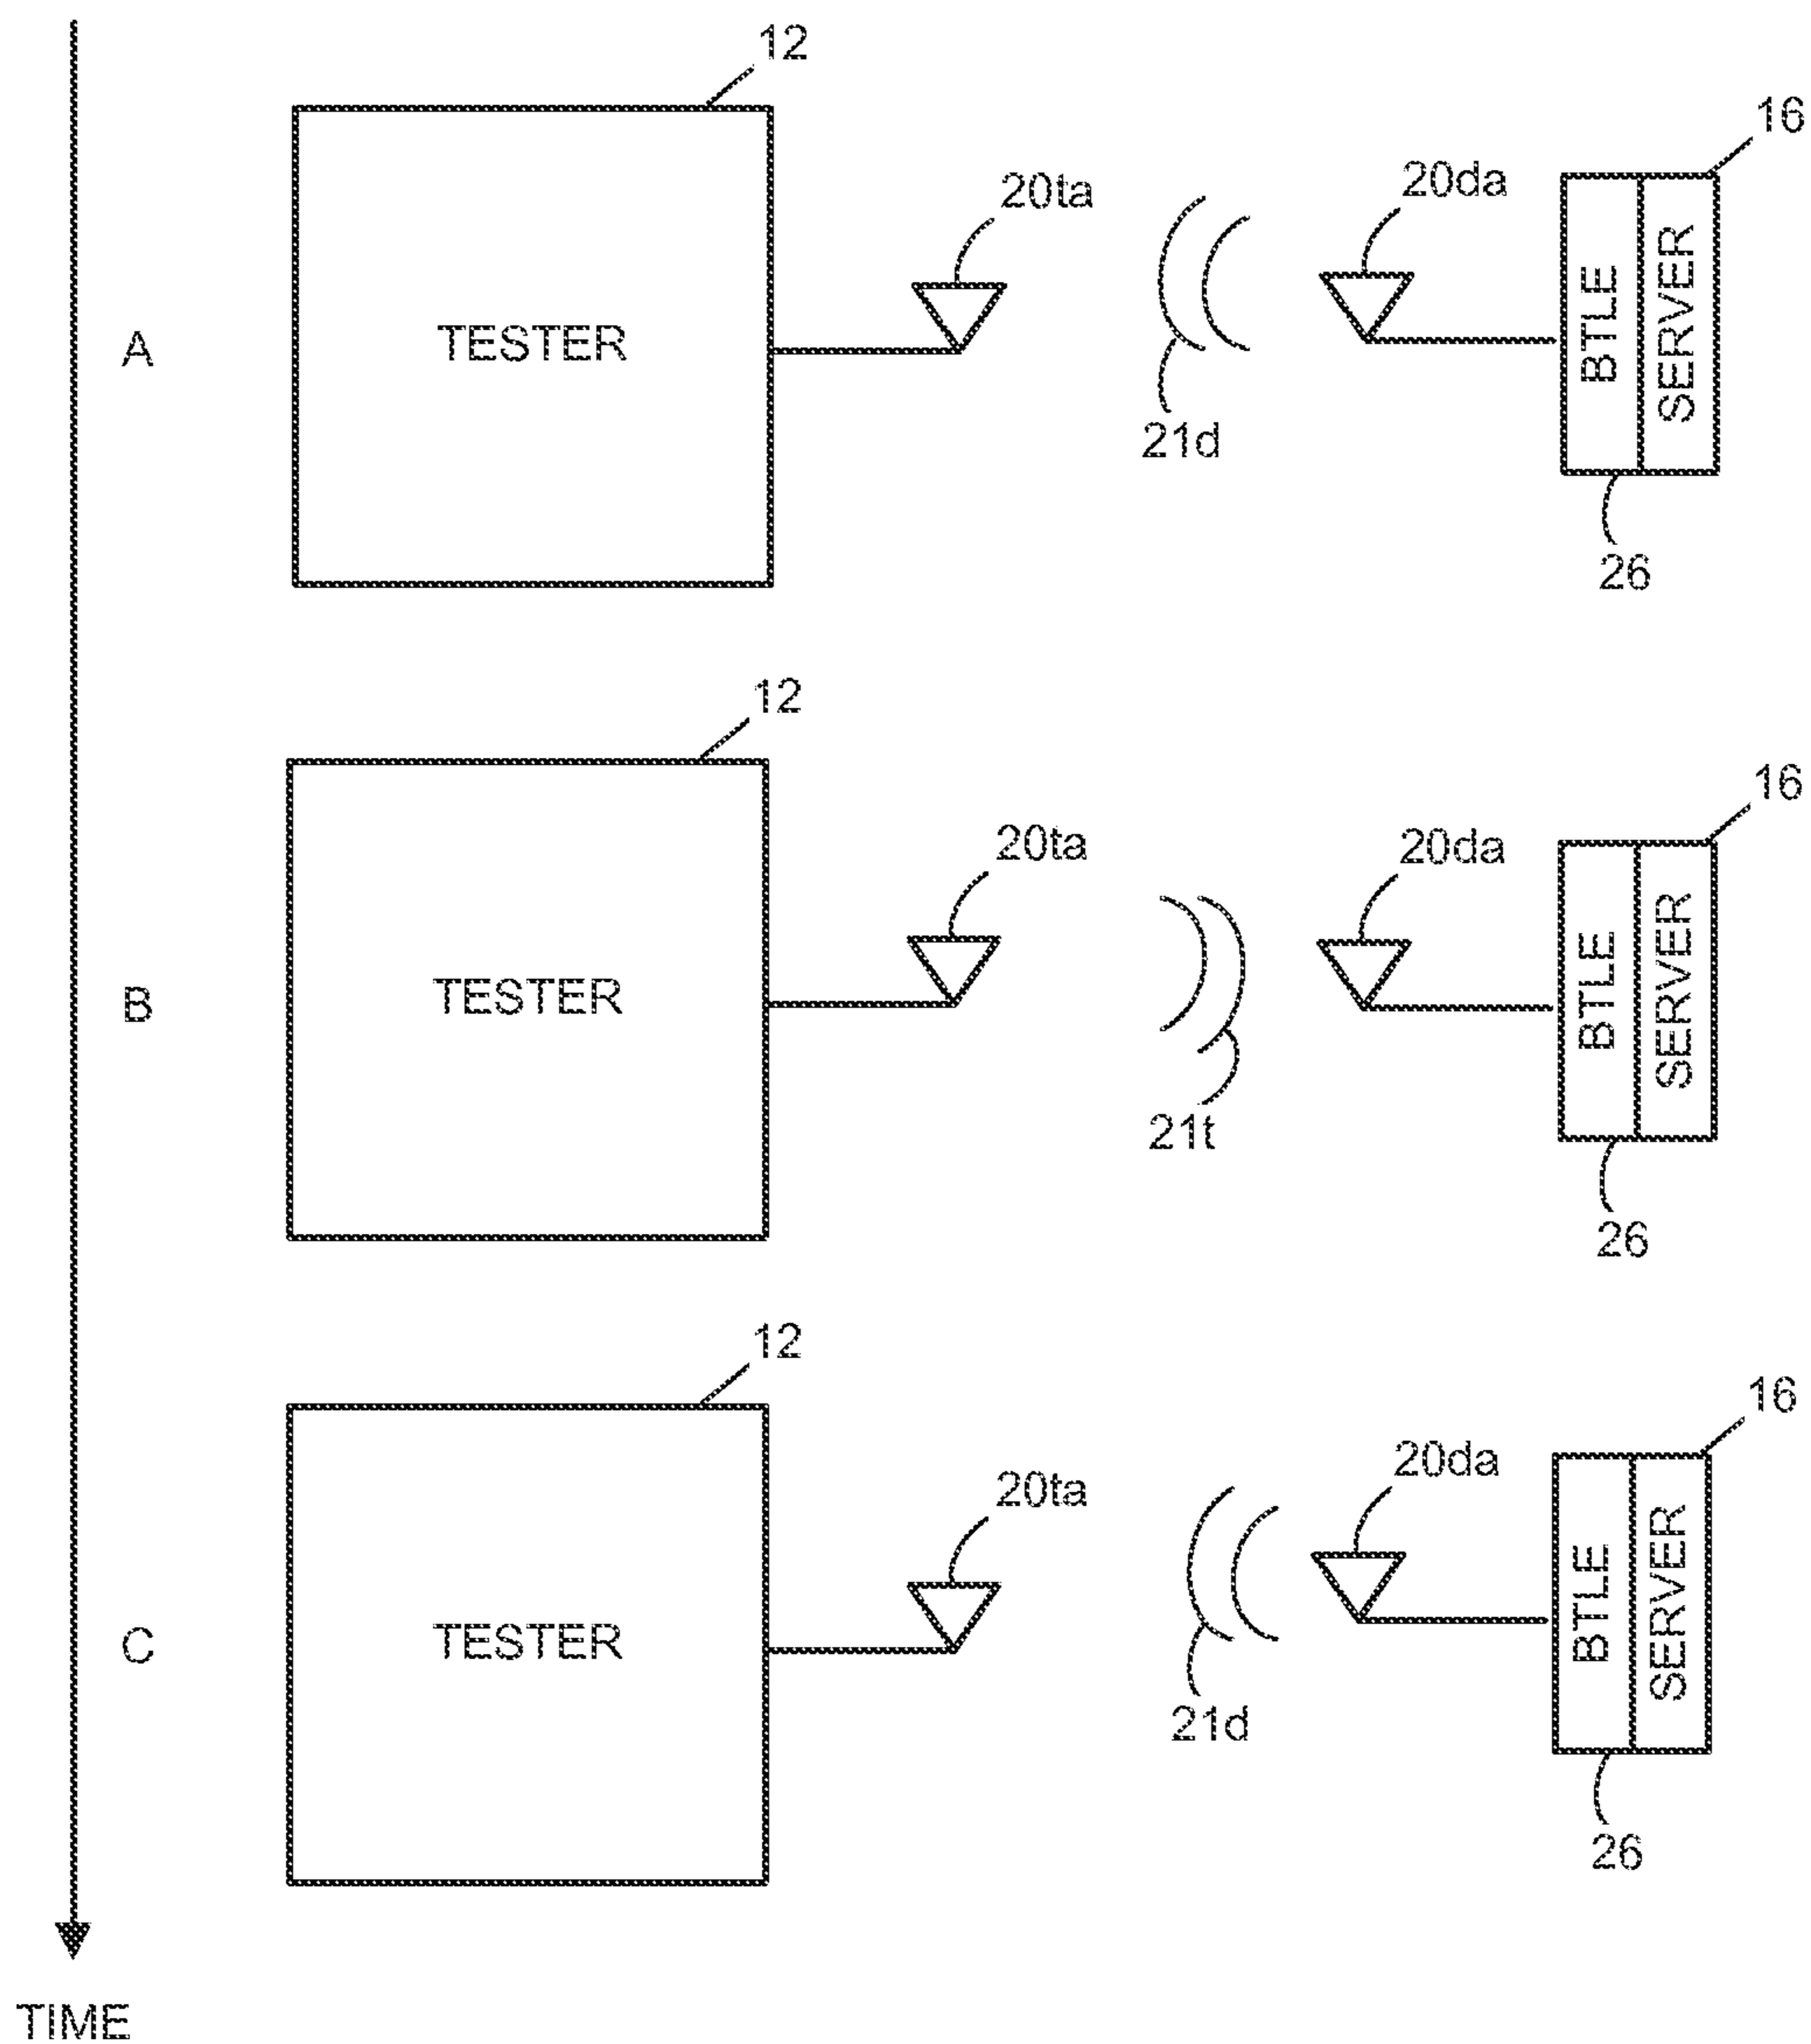 12
16
20ta
20da
A
TESTER
BTLE
SERVER
21d
26
12
16
20ta
20da
B
TESTER
BTLE
SERVER
21t
26
12
16
20ta
20da
C
TESTER
BTLE
SERVER
21d
26
TIME